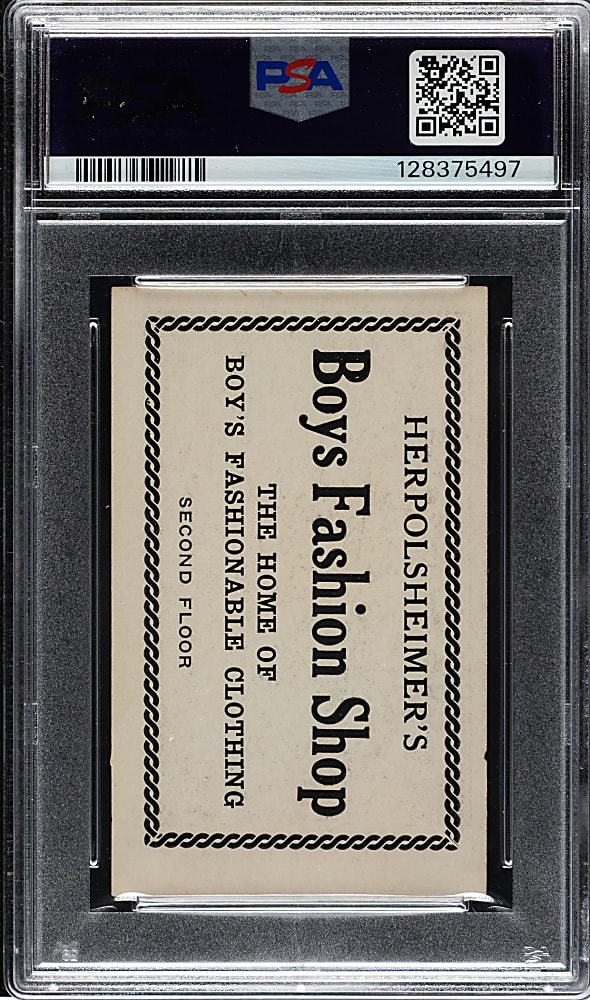 PSA
128375497
HERPOLSHEIMER'S
Boys Fashion Shop
THE HOME OF
BOY'S FASHIONABLE CLOTHING
SECOND FLOOR